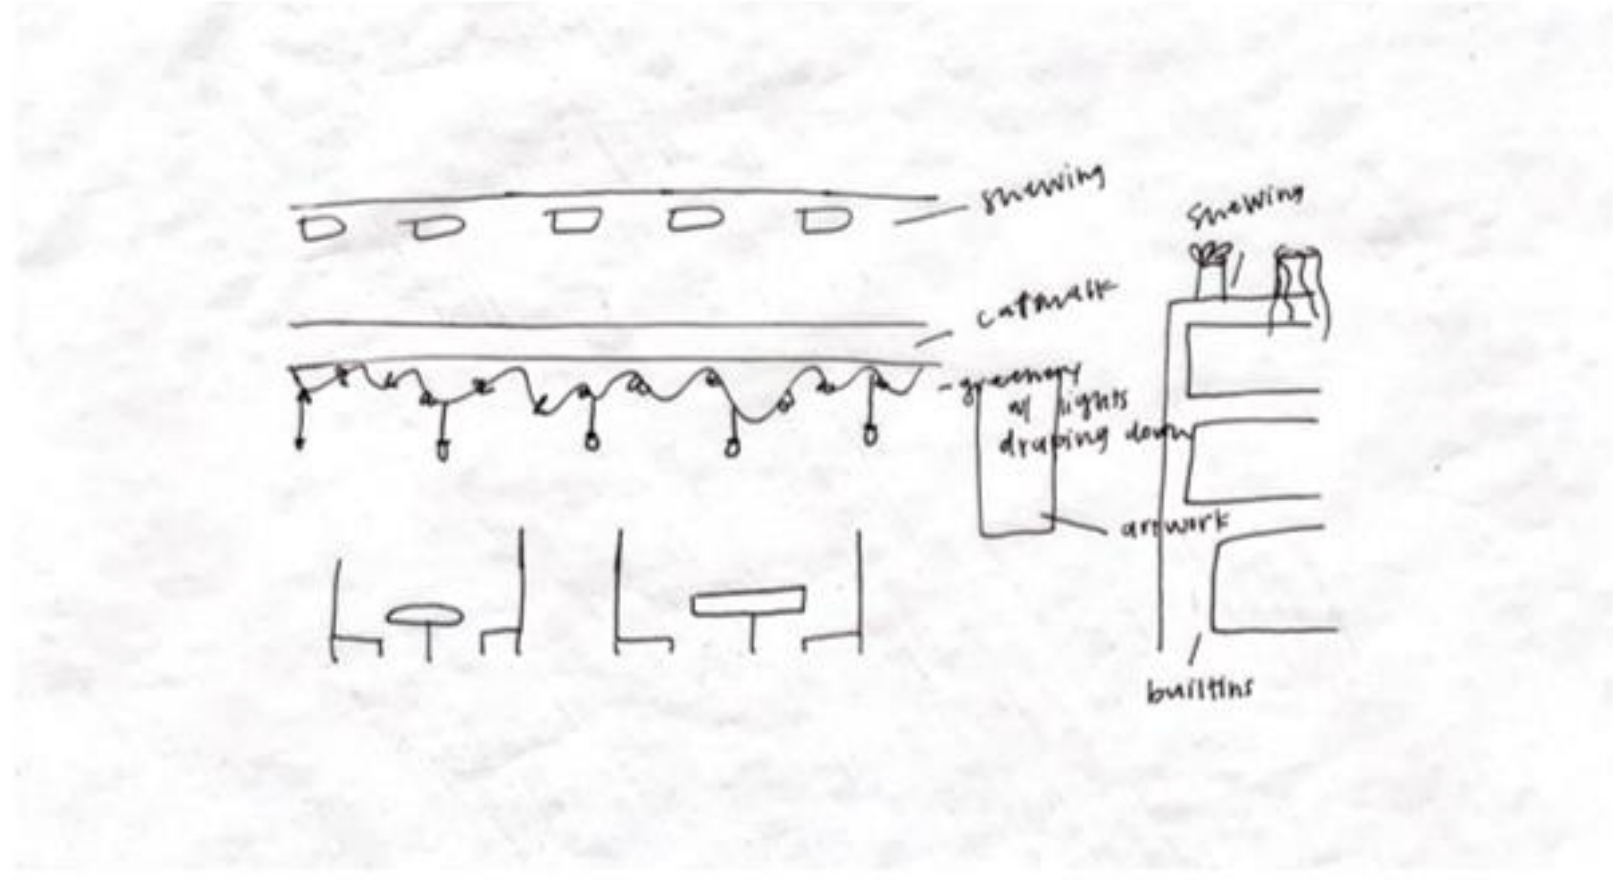 shelving
shelving
catwalk
-greenery
w/ lights
draping down
artwork
builtins